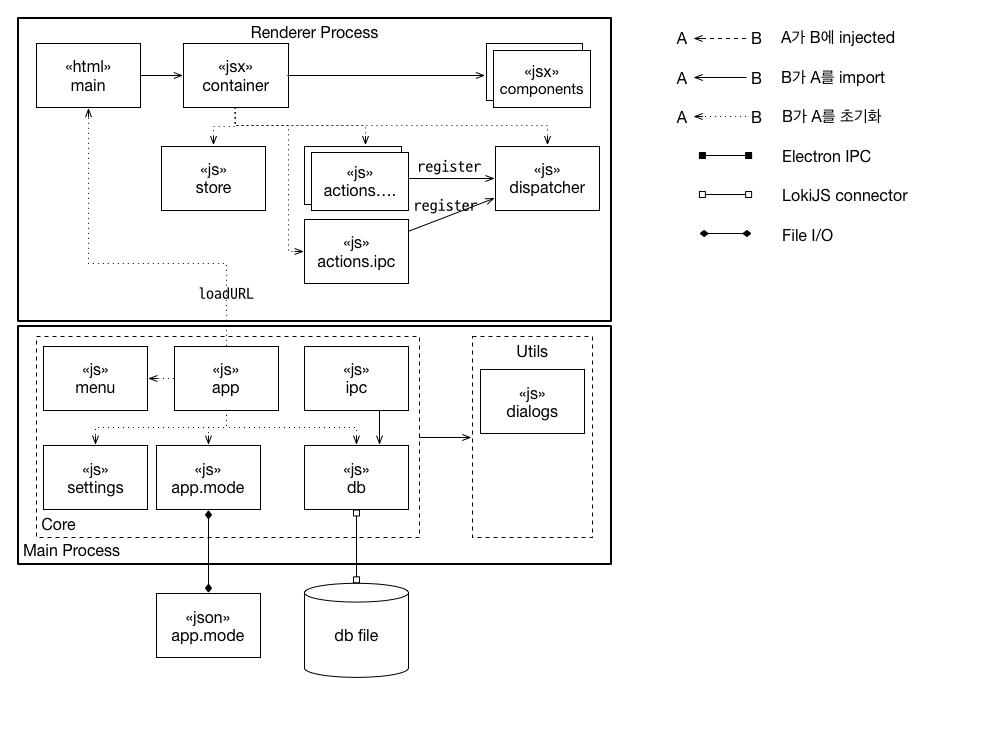 Renderer Process
«html»
main
«jsx»
container
«jsx»
components
«js»
store
«js»
actions....
register
«js»
dispatcher
register
«js»
actions.ipc
loadURL
«js»
menu
«js»
app
«js»
ipc
Utils
«js»
dialogs
«js»
settings
«js»
app.mode
«js»
db
Core
Main Process
«json»
app.mode
db file
A B A가 B에 injected
A B B가 A를 import
A B B가 A를 초기화
Electron IPC
LokiJS connector
File I/O